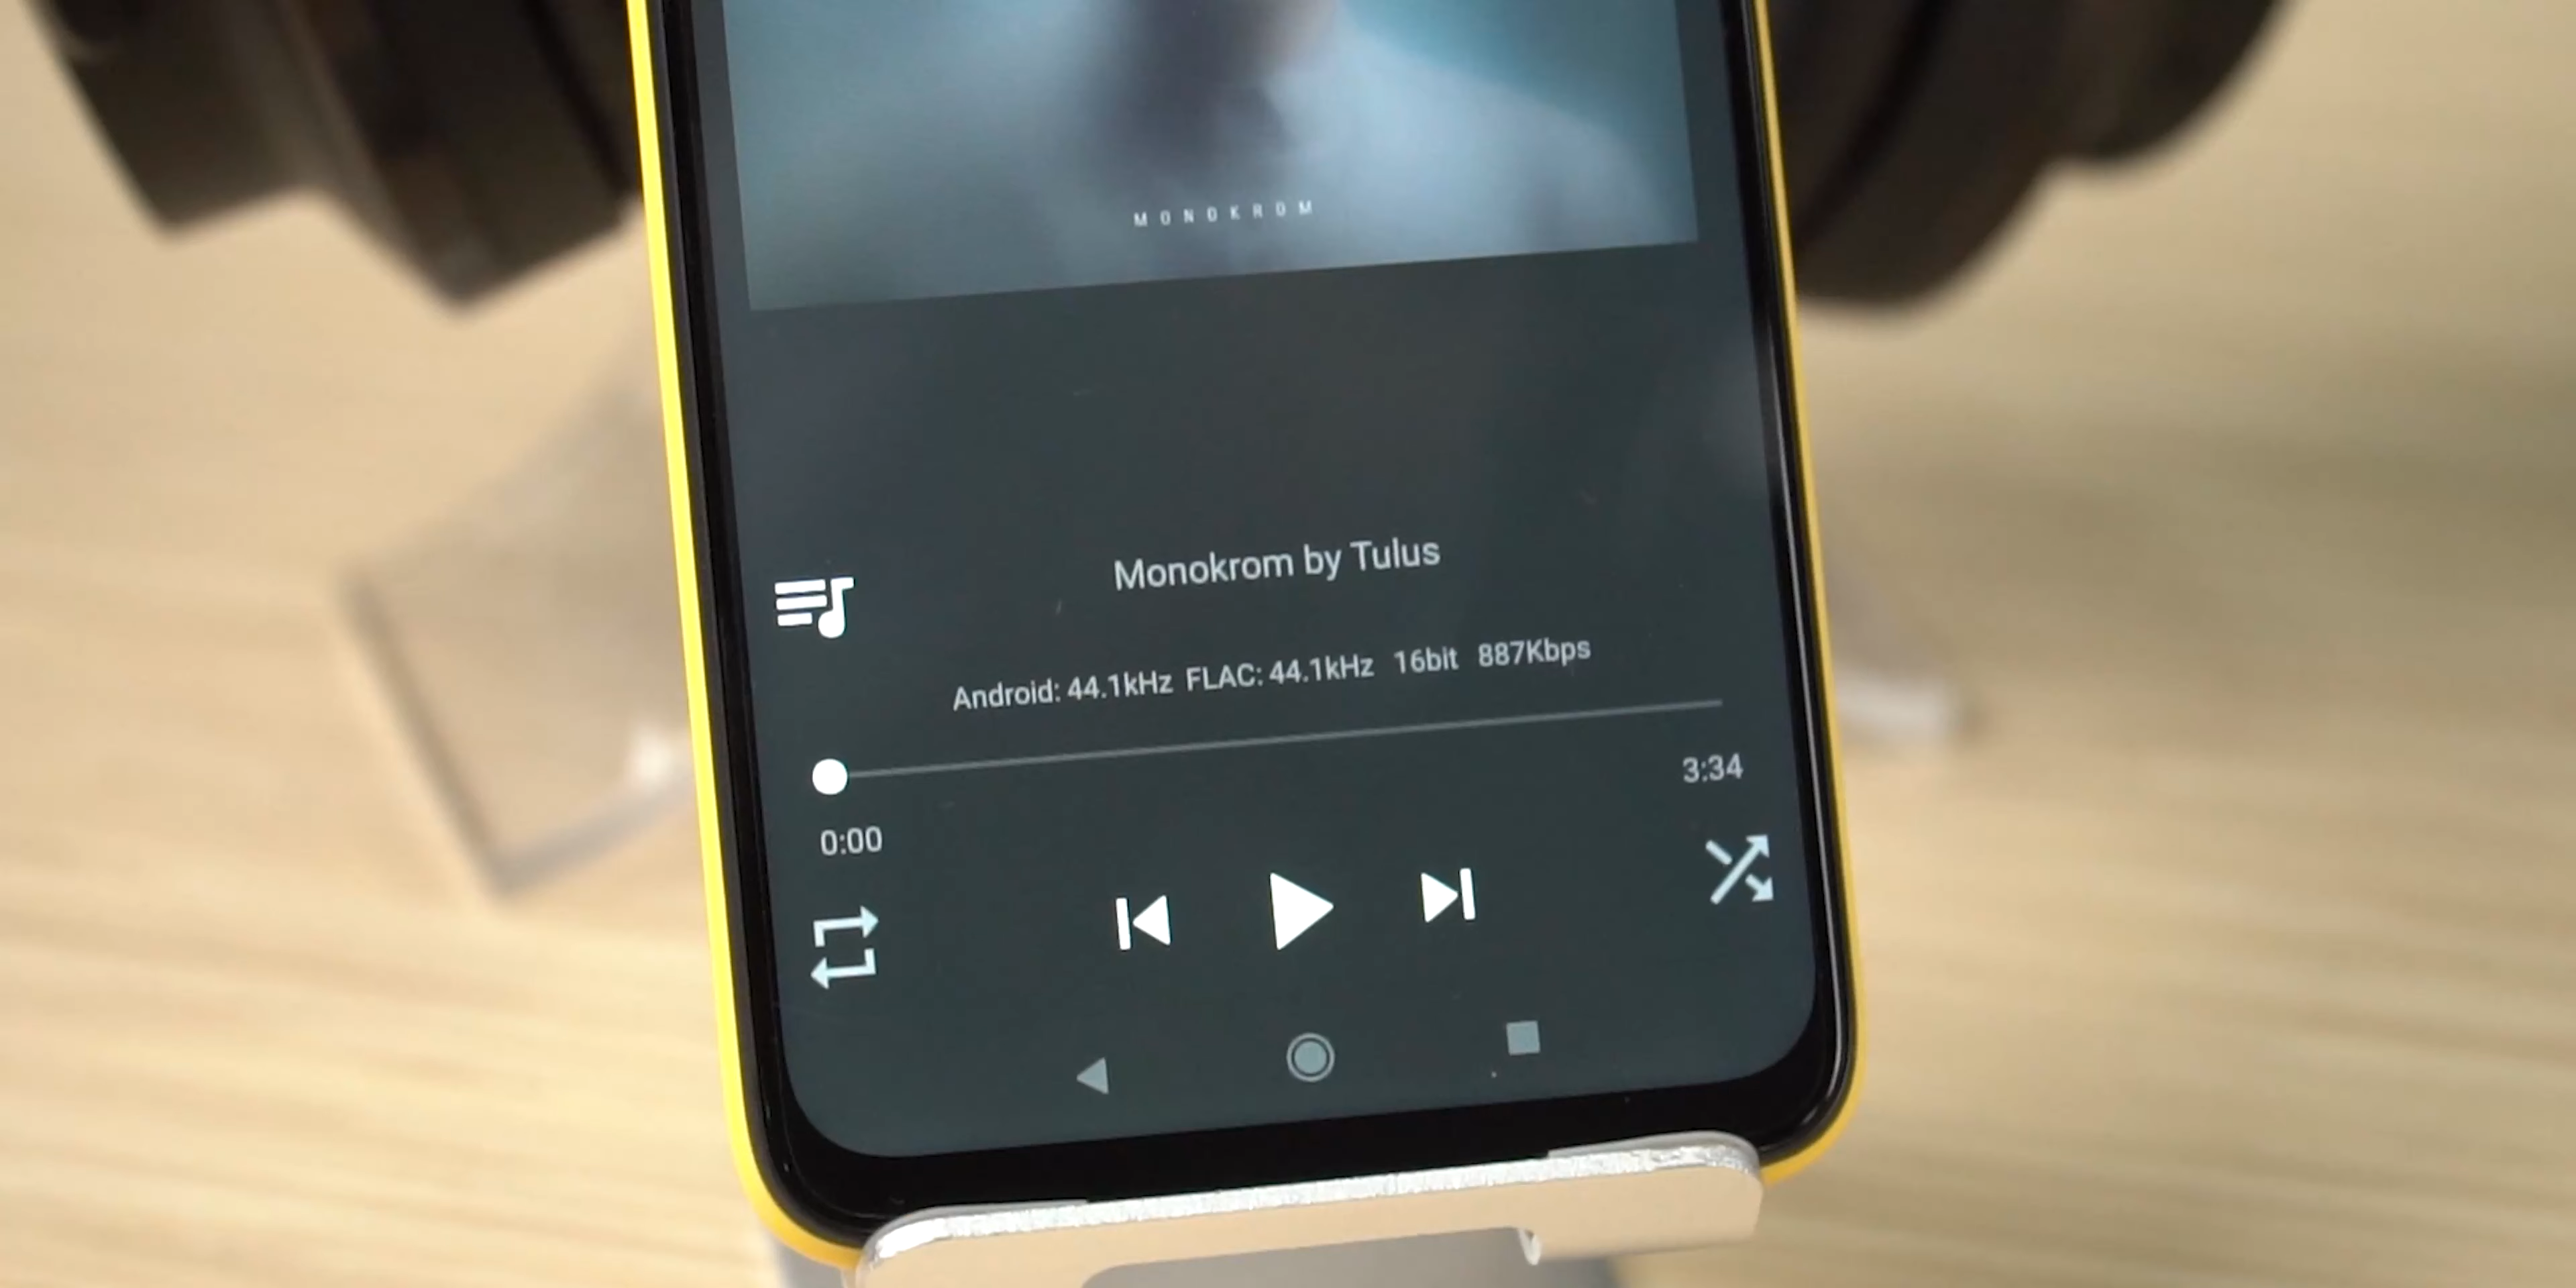 MONOKROM
Monokrom by Tulus
Android: 44.1kHz FLAC: 44.1kHz 16bit 887Kbps
3:34
0:00